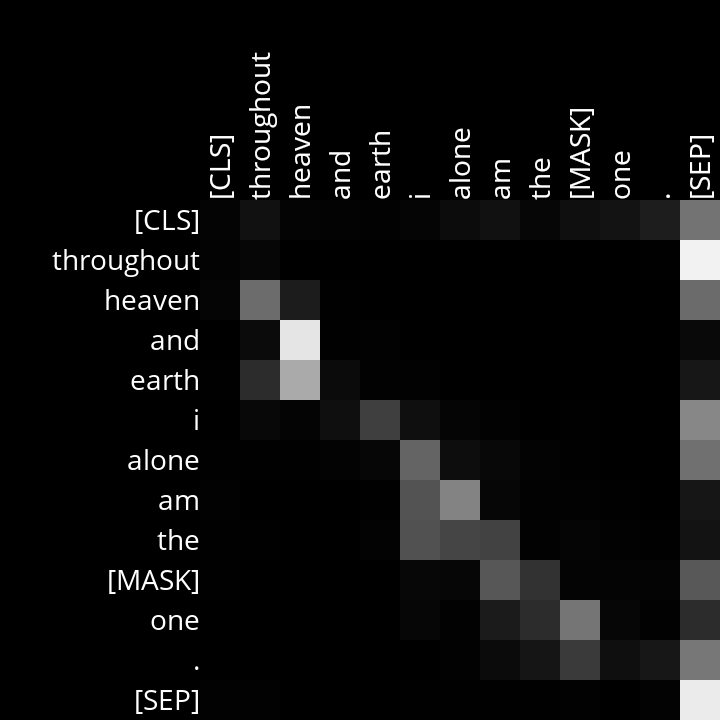 [CLS] throughout heaven and earth i alone am the [MASK] one . [SEP]
[CLS]
throughout
heaven
and
earth
i
alone
am
the
[MASK]
one
.
[SEP]